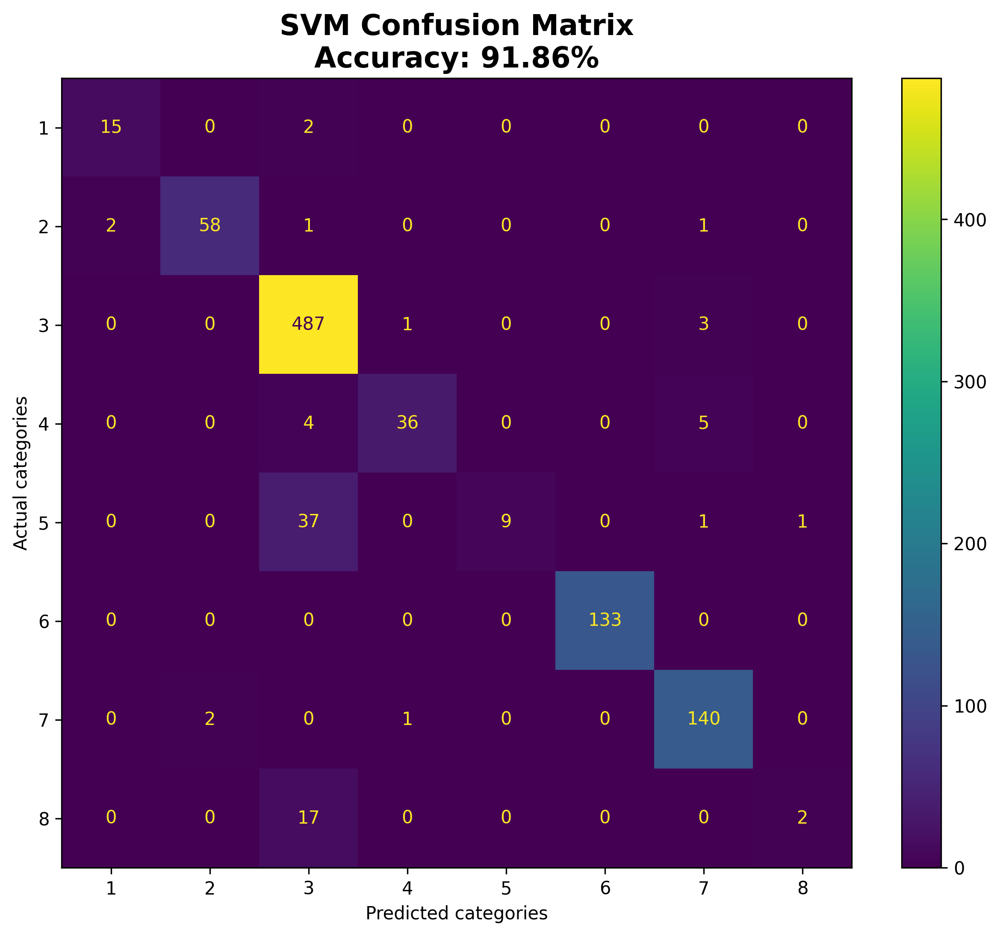 SVM Confusion Matrix
Accuracy: 91.86%
1 15 0 2 0 0 0 0 0
2 2 58 1 0 0 0 1 0
3 0 0 487 1 0 0 3 0
4 0 0 4 36 0 0 5 0
5 0 0 37 0 9 0 1 1
6 0 0 0 0 0 133 0 0
7 0 2 0 1 0 0 140 0
8 0 0 17 0 0 0 0 2
1 2 3 4 5 6 7 8
Predicted categories
Actual categories
400
300
200
100
0